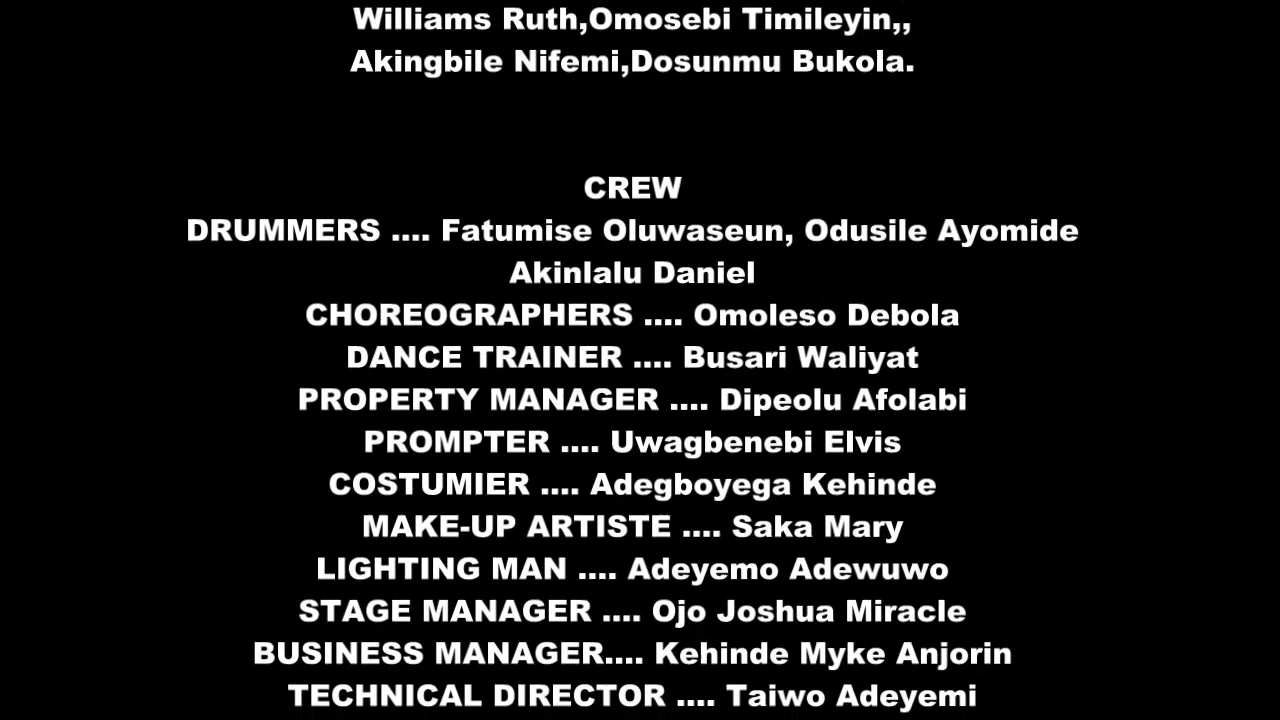 Williams Ruth,Omosebi Timileyin,,
Akingbile Nifemi,Dosunmu Bukola.
CREW
DRUMMERS .... Fatumise Oluwaseun, Odusile Ayomide
Akinlalu Daniel
CHOREOGRAPHERS .... Omoleso Debola
DANCE TRAINER .... Busari Waliyat
PROPERTY MANAGER .... Dipeolu Afolabi
PROMPTER .... Uwagbenebi Elvis
COSTUMIER .... Adegboyega Kehinde
MAKE-UP ARTISTE .... Saka Mary
LIGHTING MAN .... Adeyemo Adewuwo
STAGE MANAGER .... Ojo Joshua Miracle
BUSINESS MANAGER.... Kehinde Myke Anjorin
TECHNICAL DIRECTOR .... Taiwo Adeyemi